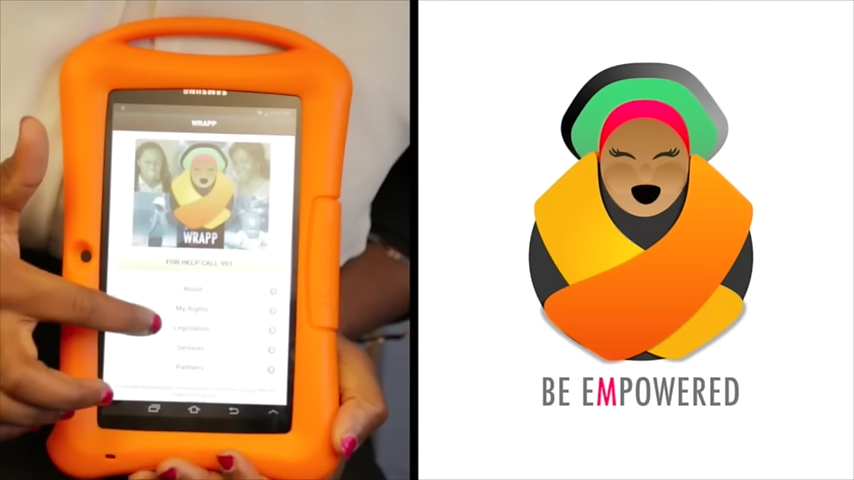 SAMSUNG
WRAPP
WRAPP
FOR HELP CALL 991
About
My Rights
Legislation
Services
Partners
BE EMPOWERED